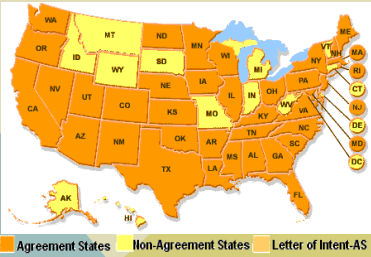 WA
MT
ND
MN
ME
VT
NH
MA
OR
ID
SD
WI
MI
NY
RI
WY
IA
PA
CT
NV
NE
IL
IN
OH
NJ
UT
CO
WV
VA
DE
CA
KS
MO
KY
MD
NC
DC
AZ
NM
OK
AR
TN
SC
MS
AL
GA
TX
LA
FL
AK
HI
Agreement States
Non-Agreement States
Letter of Intent-AS